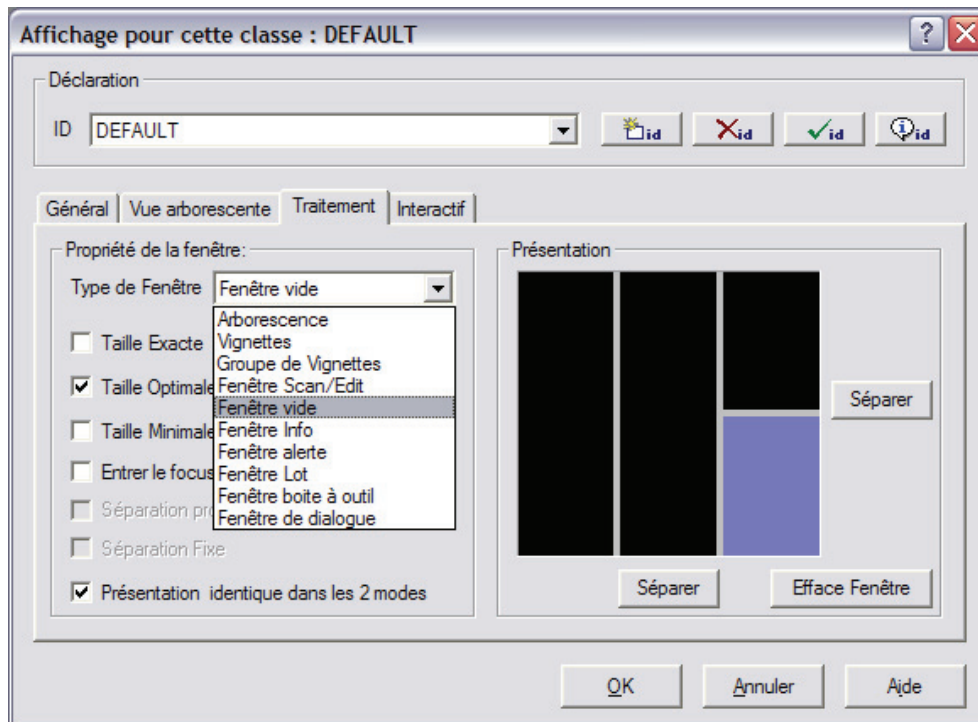 Affichage pour cette classe : DEFAULT
?
Déclaration
ID DEFAULT
id
id
id
id
Général
Vue arborescente
Traitement
Interactif
Propriété de la fenêtre:
Type de Fenêtre Fenêtre vide
Arborescence
Vignettes
Groupe de Vignettes
Fenêtre Scan/Edit
Fenêtre vide
Fenêtre Info
Fenêtre alerte
Fenêtre Lot
Fenêtre boite à outil
Fenêtre de dialogue
Taille Exacte
Taille Optimale
Taille Minimale
Entrer le focus
Séparation
Séparation Fixe
Présentation identique dans les 2 modes
Présentation
Séparer
Séparer
Efface Fenêtre
OK
Annuler
Aide